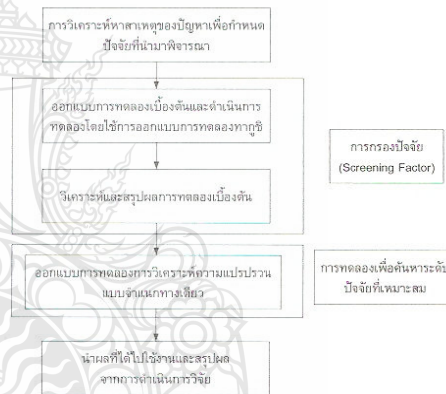 การวิเคราะห์หาสาเหตุของปัญหาเพื่อกำหนด
ปัจจัยที่นำมาพิจารณา
ออกแบบการทดลองเบื้องต้นและดำเนินการ
ทดลองโดยใช้การออกแบบการทดลองทากูชิ
การกรองปัจจัย
(Screening Factor)
วิเคราะห์และสรุปผลการทดลองเบื้องต้น
ออกแบบการทดลองการวิเคราะห์ความแปรปรวน
แบบจำแนกทางเดียว
การทดลองเพื่อค้นหาระดับ
ปัจจัยที่เหมาะสม
นำผลที่ได้ไปใช้งานและสรุปผล
จากการดำเนินการวิจัย